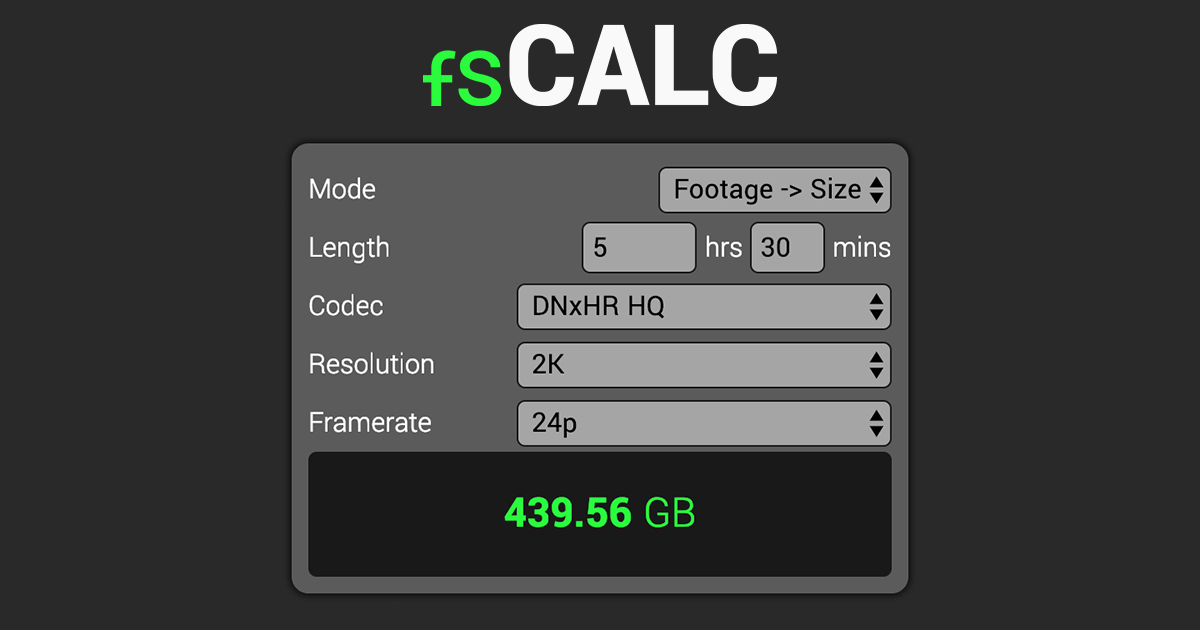 fsCALC
Mode Footage -> Size
Length 5 hrs 30 mins
Codec DNxHR HQ
Resolution 2K
Framerate 24p
439.56 GB